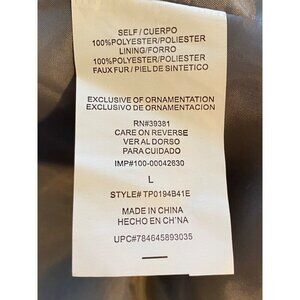 SELF/CUERPO
100%POLYESTER/POLIESTER
LINING/FORRO
100%POLYESTER/POLIESTER
FAUX FUR/PIEL DE SINTETICO
EXCLUSIVE OF ORNAMENTATION
EXCLUSIVO DE ORNAMENTACION
RN#39381
CARE ON REVERSE
VER AL DORSO
PARA CUIDADO
IMP#100-00042630
L
STYLE# TP0194B41E
MADE IN CHINA
HECHO EN CH'NA
UPC#784645893035